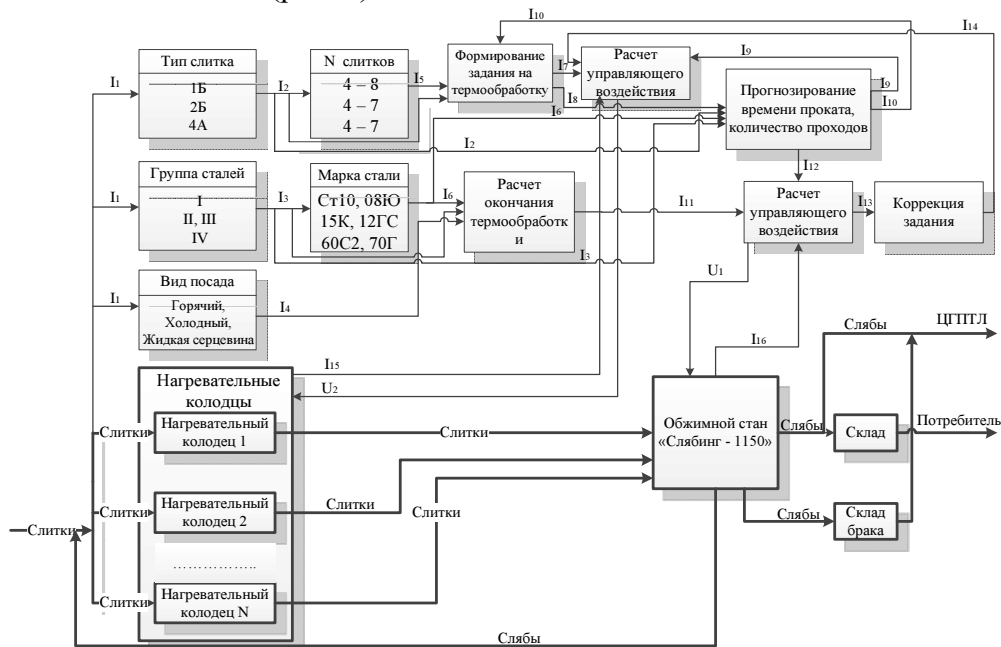 I10
I14
I1
Тип слитка
1Б
2Б
4А
I2
N слитков
4 – 8
4 – 7
4 – 7
I5
Формирование
задания на
термообработку
I7
I8
Расчет
управляющего
воздействия
I9
I9
I10
Прогнозирование
времени проката,
количество проходов
I6
I2
I12
I1
Группа сталей
I
II, III
IV
I3
Марка стали
Ст10, 08Ю
15К, 12ГС
60С2, 70Г
I6
Расчет
окончания
термообработк
и
I11
I3
Расчет
управляющего
воздействия
I13
Коррекция
задания
U1
I16
I1
Вид посада
Горячий,
Холодный,
Жидкая серцевина
I4
I15
U2
Нагревательные
колодцы
Слитки
Нагревательный
колодец 1
Слитки
Слитки
Нагревательный
колодец 2
Слитки
Слитки
Слитки
……………..
Слитки
Нагревательный
колодец N
Обжимной стан
«Слябинг - 1150»
Слябы
ЦГПТЛ
Слябы
Склад
Потребитель
Слябы
Склад
брака
Слябы